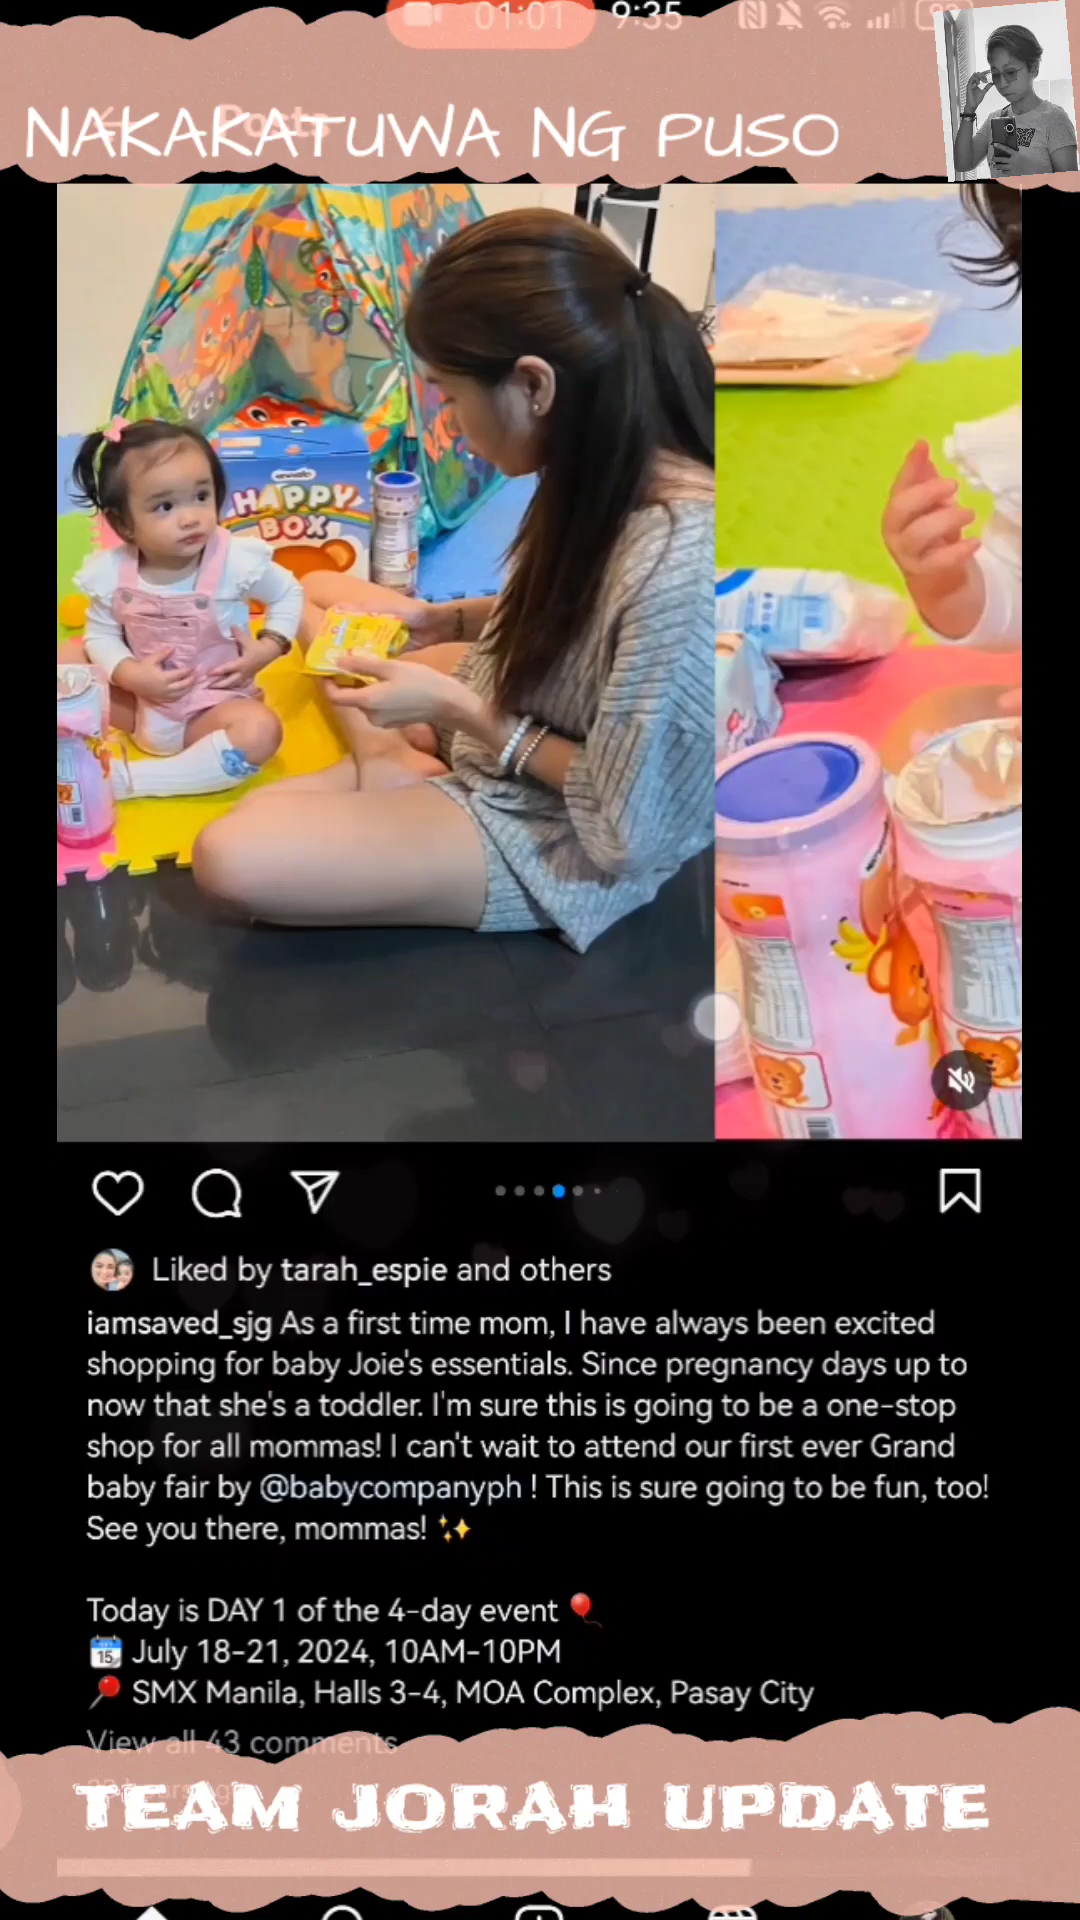 01:01 9:35
Posts
NAKAKATUWA NG PUSO
HAPPY
BOX
Liked by tarah_espie and others
iamsaved_sjg As a first time mom, I have always been excited
shopping for baby Joie's essentials. Since pregnancy days up to
now that she's a toddler. I'm sure this is going to be a one-stop
shop for all mommas! I can't wait to attend our first ever Grand
baby fair by @babycompanyph ! This is sure going to be fun, too!
See you there, mommas! ✨
Today is DAY 1 of the 4-day event 🎈
📅 July 18-21, 2024, 10AM-10PM
📍 SMX Manila, Halls 3-4, MOA Complex, Pasay City
View all 43 comments
TEAM JORAH UPDATE